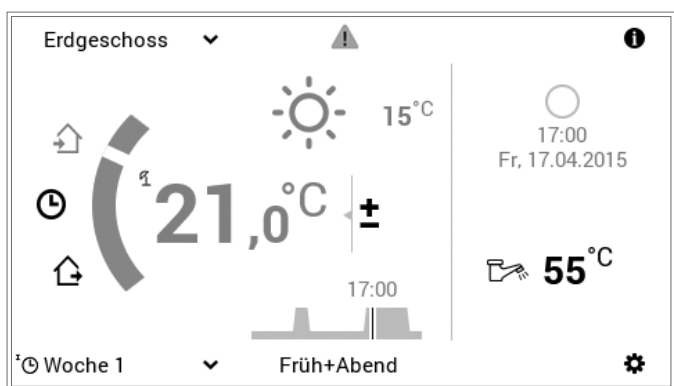 Erdgeschoss
15°C
17:00
Fr, 17.04.2015
21,0°C
±
55°C
17:00
Woche 1
Früh+Abend